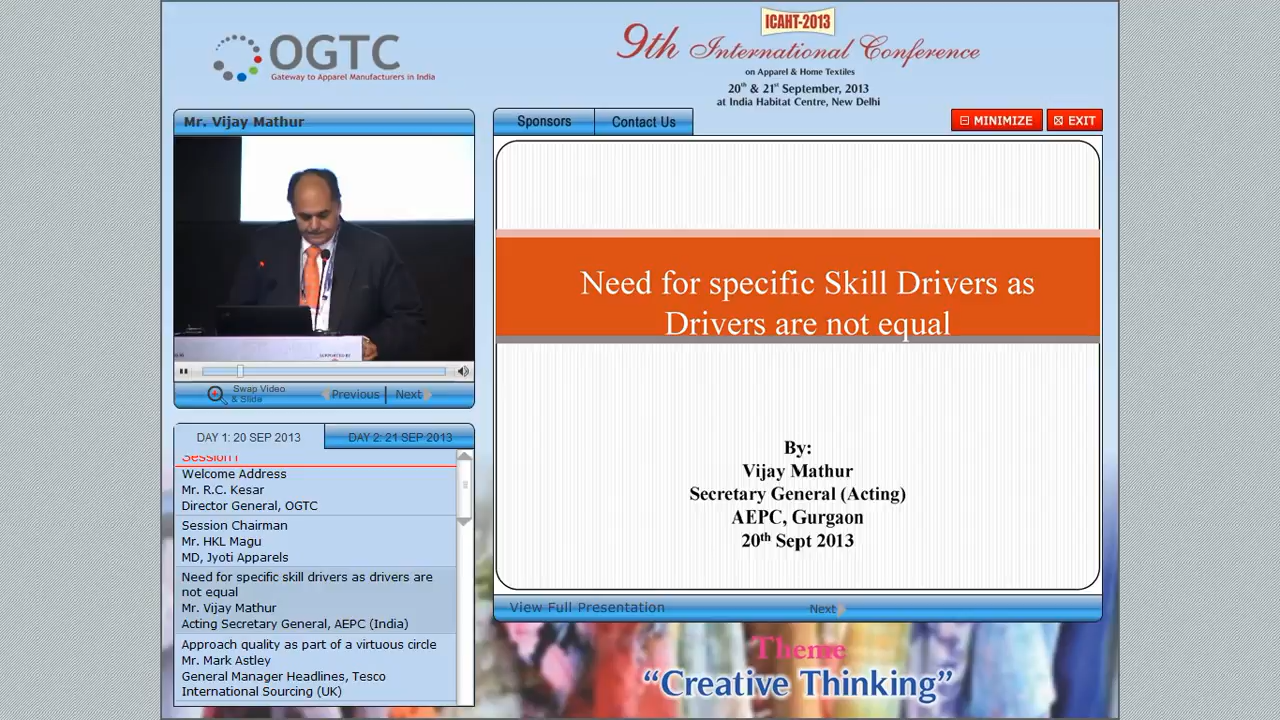 OGTC
Gateway to Apparel Manufacturers in India
ICAHT-2013
9th International Conference
on Apparel & Home Textiles
20th & 21st September, 2013
at India Habitat Centre, New Delhi
Mr. Vijay Mathur
Sponsors
Contact Us
MINIMIZE
EXIT
Need for specific Skill Drivers as
Drivers are not equal
By:
Vijay Mathur
Secretary General (Acting)
AEPC, Gurgaon
20th Sept 2013
SUPPORTED BY
Swap Video
& Slide
Previous | Next
DAY 1: 20 SEP 2013
DAY 2: 21 SEP 2013
Session I
Welcome Address
Mr. R.C. Kesar
Director General, OGTC
Session Chairman
Mr. HKL Magu
MD, Jyoti Apparels
Need for specific skill drivers as drivers are
not equal
Mr. Vijay Mathur
Acting Secretary General, AEPC (India)
Approach quality as part of a virtuous circle
Mr. Mark Astley
General Manager Headlines, Tesco
International Sourcing (UK)
View Full Presentation
Next
Theme
“Creative Thinking”